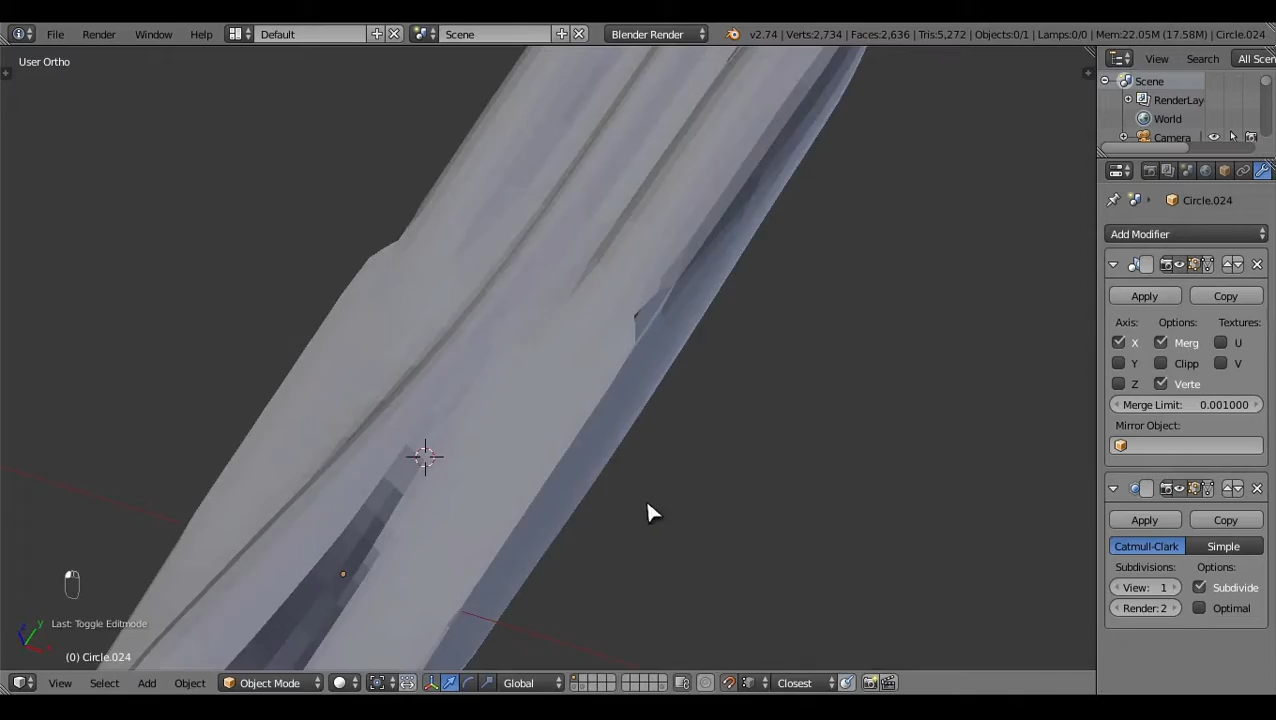 File Render Window Help Default Scene Blender Render v2.74 | Verts:2,734 | Faces:2,636 | Tris:5,272 | Objects:0/1 | Lamps:0/0 | Mem:22.05M (17.58M) | Circle.024
User Ortho
View Search All Scen
Scene
RenderLay
World
Camera
Circle.024
Add Modifier
Apply Copy
Axis: Options: Textures:
X Merg U
Y Clipp V
Z Verte
Merge Limit: 0.001000
Mirror Object:
Apply Copy
Catmull-Clark Simple
Subdivisions: Options:
View: 1 Subdivide
Render: 2 Optimal
Last: Toggle Editmode
(0) Circle.024
View Select Add Object Object Mode Global Closest